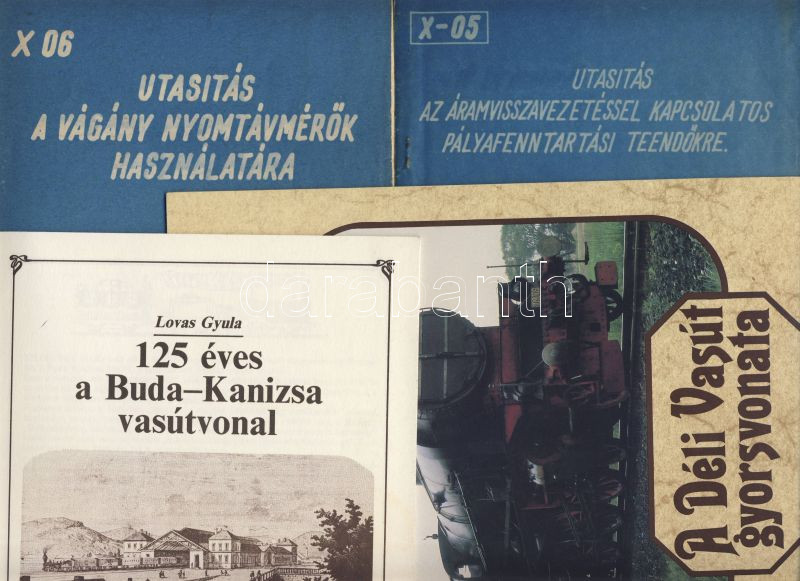 X 06
UTASITÁS
A VÁGÁNY NYOMTÁVMÉRŐK
HASZNÁLATÁRA
X-05
UTASITÁS
AZ ÁRAMVISSZAVEZETÉSSEL KAPCSOLATOS
PÁLYAFENNTARTÁSI TEENDŐKRE.
Lovas Gyula
125 éves
a Buda–Kanizsa
vasútvonal
A Déli Vasút
gyorsvonata
darabanth